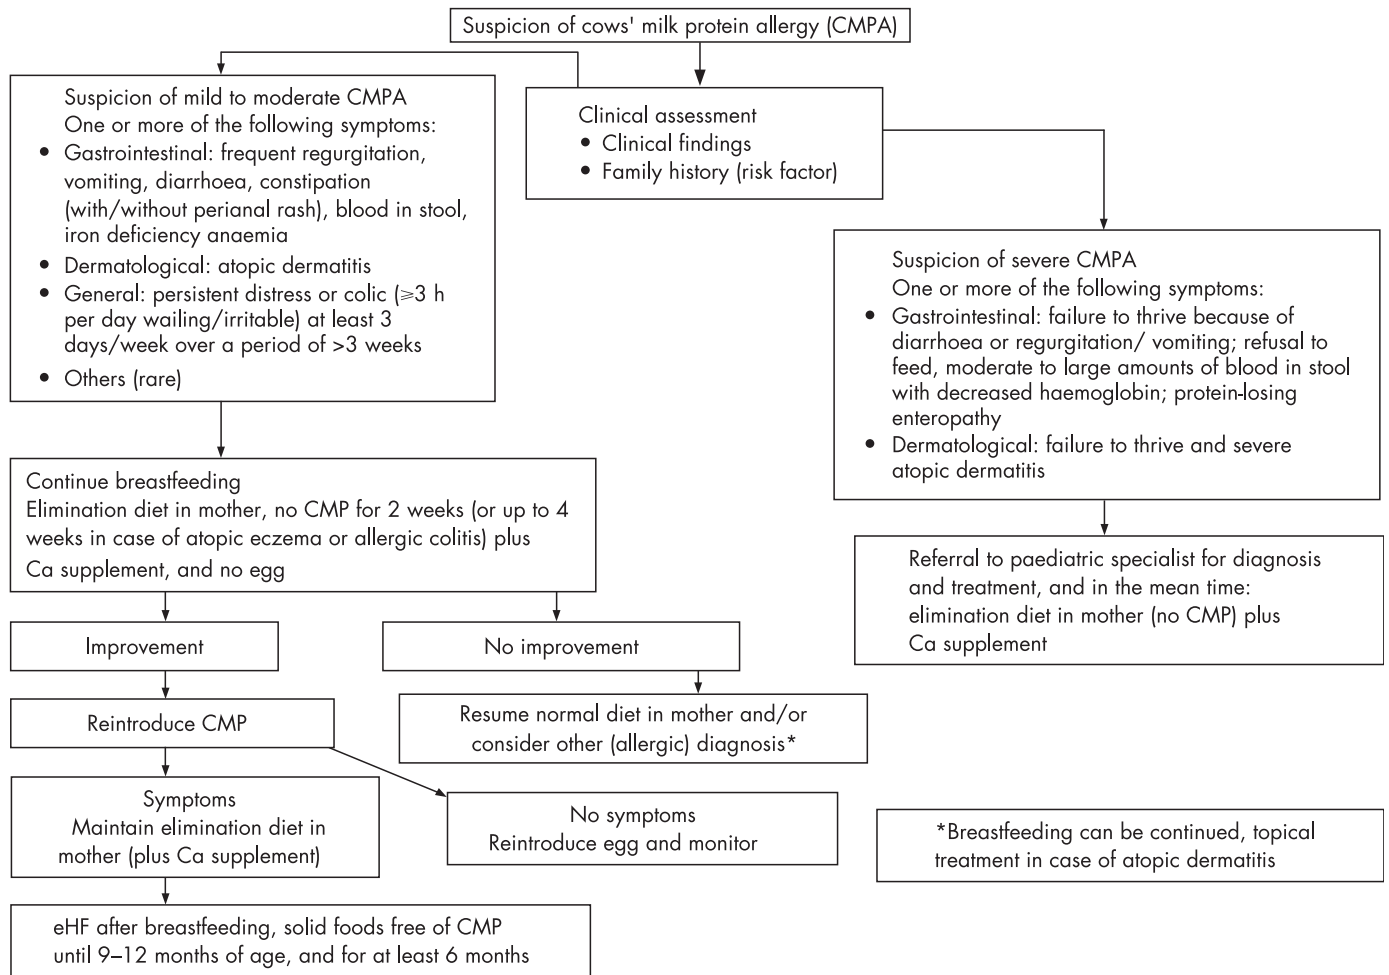 Suspicion of cows' milk protein allergy (CMPA)
Clinical assessment
• Clinical findings
• Family history (risk factor)
Suspicion of mild to moderate CMPA
One or more of the following symptoms:
• Gastrointestinal: frequent regurgitation,
vomiting, diarrhoea, constipation
(with/without perianal rash), blood in stool,
iron deficiency anaemia
• Dermatological: atopic dermatitis
• General: persistent distress or colic (⩾3 h
per day wailing/irritable) at least 3
days/week over a period of >3 weeks
• Others (rare)
Suspicion of severe CMPA
One or more of the following symptoms:
• Gastrointestinal: failure to thrive because of
diarrhoea or regurgitation/ vomiting; refusal to
feed, moderate to large amounts of blood in stool
with decreased haemoglobin; protein-losing
enteropathy
• Dermatological: failure to thrive and severe
atopic dermatitis
Continue breastfeeding
Elimination diet in mother, no CMP for 2 weeks (or up to 4
weeks in case of atopic eczema or allergic colitis) plus
Ca supplement, and no egg
Referral to paediatric specialist for diagnosis
and treatment, and in the mean time:
elimination diet in mother (no CMP) plus
Ca supplement
Improvement
No improvement
Reintroduce CMP
Resume normal diet in mother and/or
consider other (allergic) diagnosis*
Symptoms
Maintain elimination diet in
mother (plus Ca supplement)
No symptoms
Reintroduce egg and monitor
*Breastfeeding can be continued, topical
treatment in case of atopic dermatitis
eHF after breastfeeding, solid foods free of CMP
until 9–12 months of age, and for at least 6 months